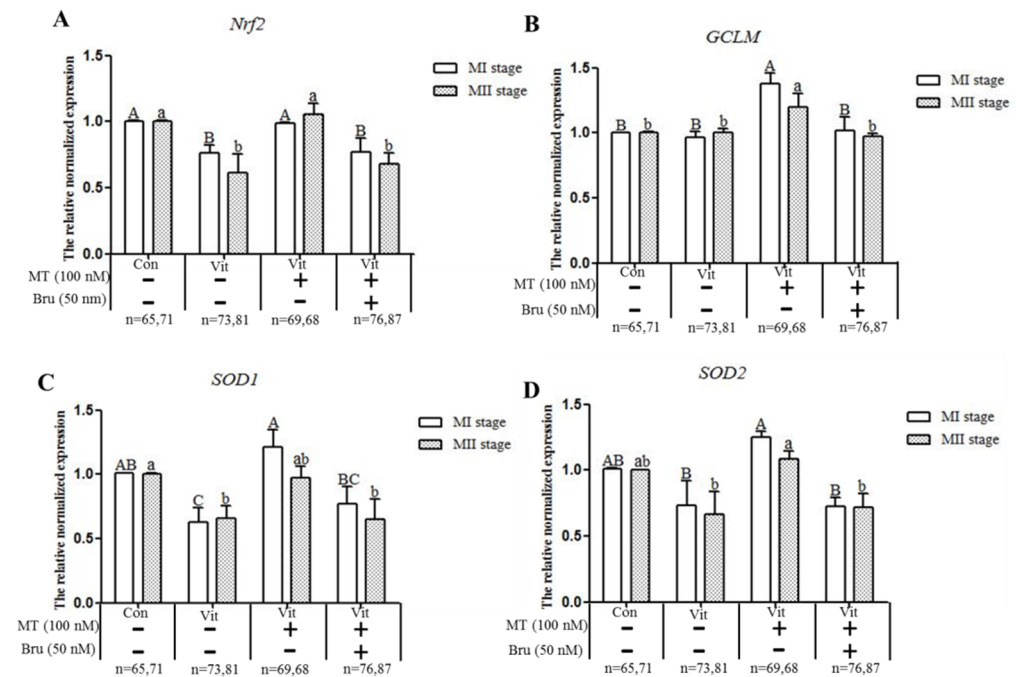 A
Nrf2
The relative normalized expression
1.5
1.0
0.5
0.0
A a B b A a B b
MI stage
MII stage
Con Vit Vit Vit
MT (100 nM) - - + +
Bru (50 nm) - - - +
n=65,71 n=73,81 n=69,68 n=76,87
B
GCLM
The relative normalized expression
1.5
1.0
0.5
0.0
B b B b A a B b
MI stage
MII stage
Con Vit Vit Vit
MT (100 nM) - - + +
Bru (50 nM) - - - +
n=65,71 n=73,81 n=69,68 n=76,87
C
SOD1
The relative normalized expression
1.5
1.0
0.5
0.0
AB a C b A ab BC b
MI stage
MII stage
Con Vit Vit Vit
MT (100 nM) - - + +
Bru (50 nM) - - - +
n=65,71 n=73,81 n=69,68 n=76,87
D
SOD2
The relative normalized expression
1.5
1.0
0.5
0.0
AB ab B b A a B b
MI stage
MII stage
Con Vit Vit Vit
MT (100 nM) - - + +
Bru (50 nM) - - - +
n=65,71 n=73,81 n=69,68 n=76,87